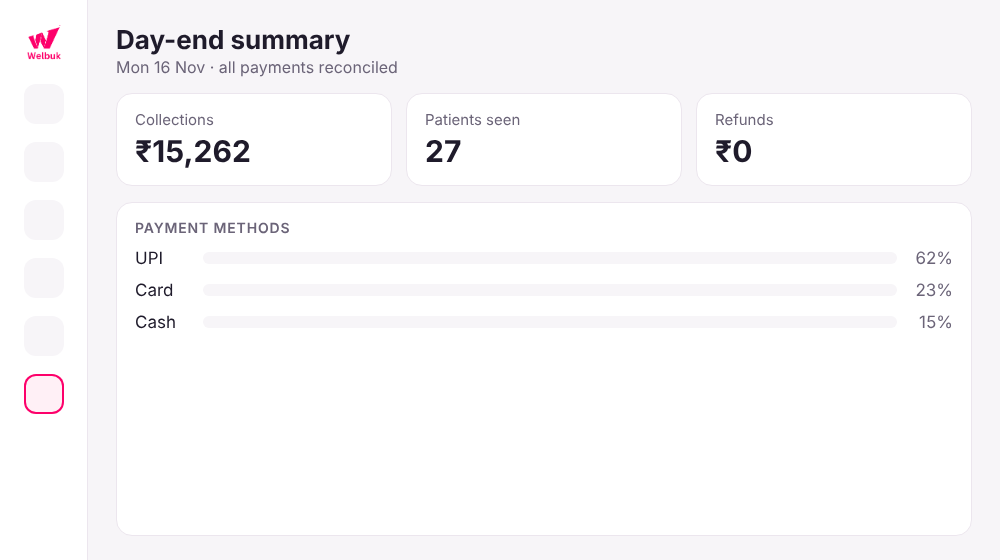 Welbuk
Day-end summary
Mon 16 Nov · all payments reconciled
Collections
₹15,262
Patients seen
27
Refunds
₹0
PAYMENT METHODS
UPI 62%
Card 23%
Cash 15%